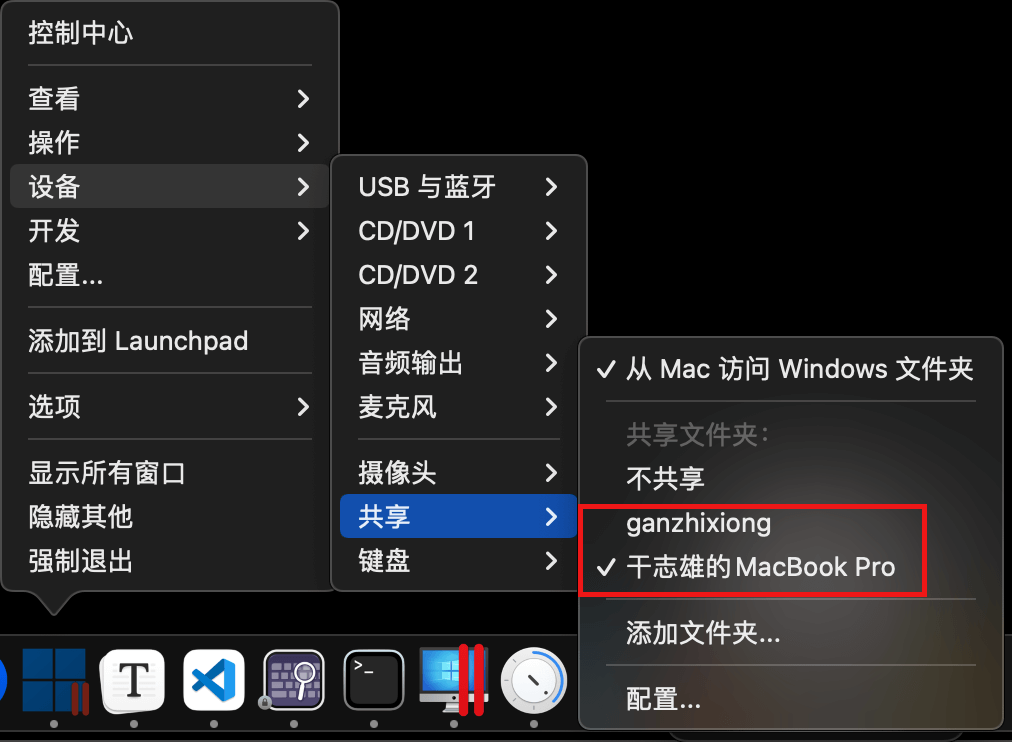 控制中心
查看
操作
设备
开发
配置...
添加到 Launchpad
选项
显示所有窗口
隐藏其他
强制退出
USB 与蓝牙
CD/DVD 1
CD/DVD 2
网络
音频输出
麦克风
摄像头
共享
键盘
✓ 从 Mac 访问 Windows 文件夹
共享文件夹:
不共享
ganzhixiong
✓ 干志雄的MacBook Pro
添加文件夹...
配置...
T
>_